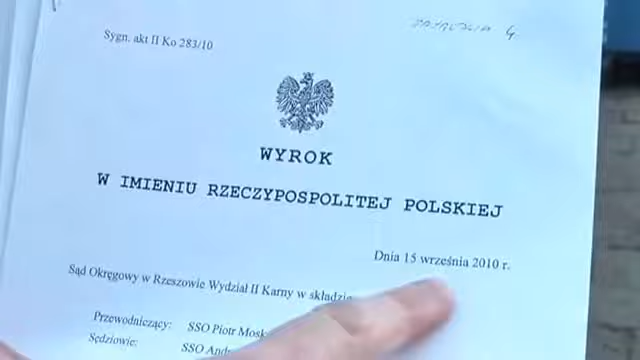 Sygn. akt II Ko 283/10
4
WYROK
W IMIENIU RZECZYPOSPOLITEJ POLSKIEJ
Dnia 15 września 2010 r.
Sąd Okręgowy w Rzeszowie Wydział II Karny w składzie
Przewodniczący: SSO Piotr
Sędziowie: SSO